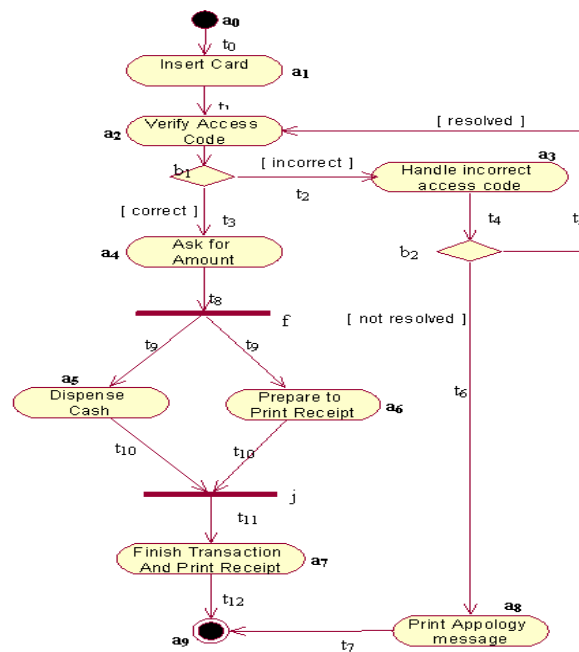 a0
t0
Insert Card
a1
t1
Verify Access
Code
a2
[ resolved ]
b1
[ incorrect ]
t2
a3
Handle incorrect
access code
[ correct ]
t3
t4
a4
Ask for
Amount
b2
t8
f
[ not resolved ]
t9
t9
a5
Dispense
Cash
Prepare to
Print Receipt
a6
t6
t10
t10
j
t11
Finish Transaction
And Print Receipt
a7
t12
a8
Print Appology
message
a9
t7